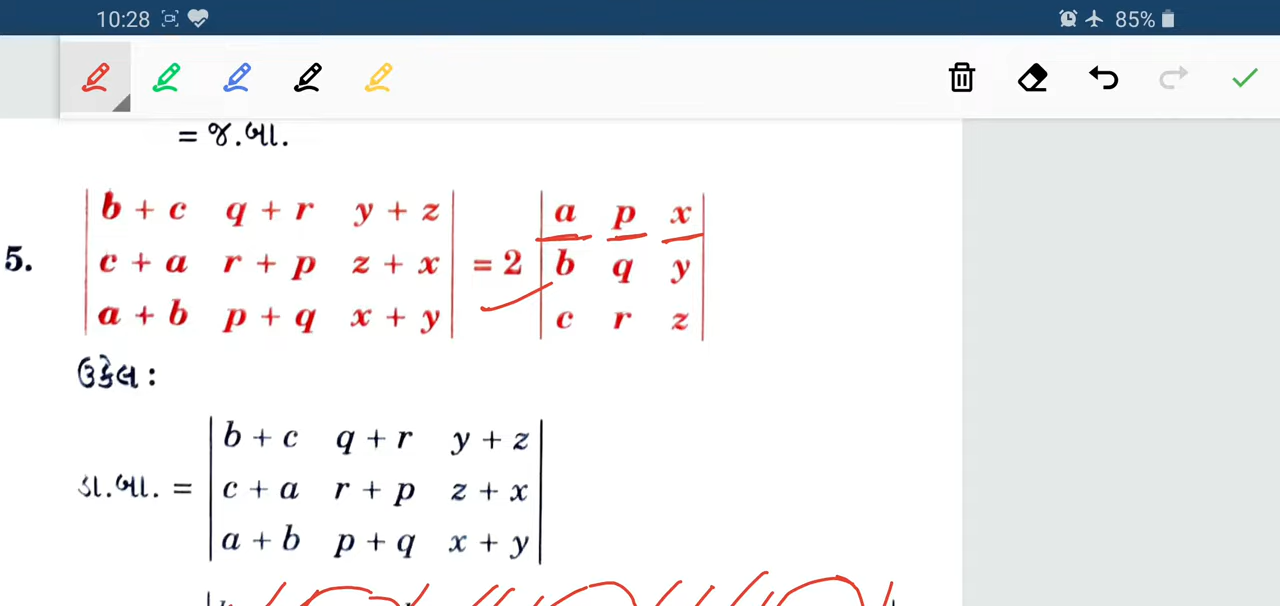 10:28 85%
= જ.બા.
5. | b + c q + r y + z | = 2 | a p x |
| c + a r + p z + x | | b q y |
| a + b p + q x + y | | c r z |
ઉકેલ :
ડા.બા. = | b + c q + r y + z |
| c + a r + p z + x |
| a + b p + q x + y |